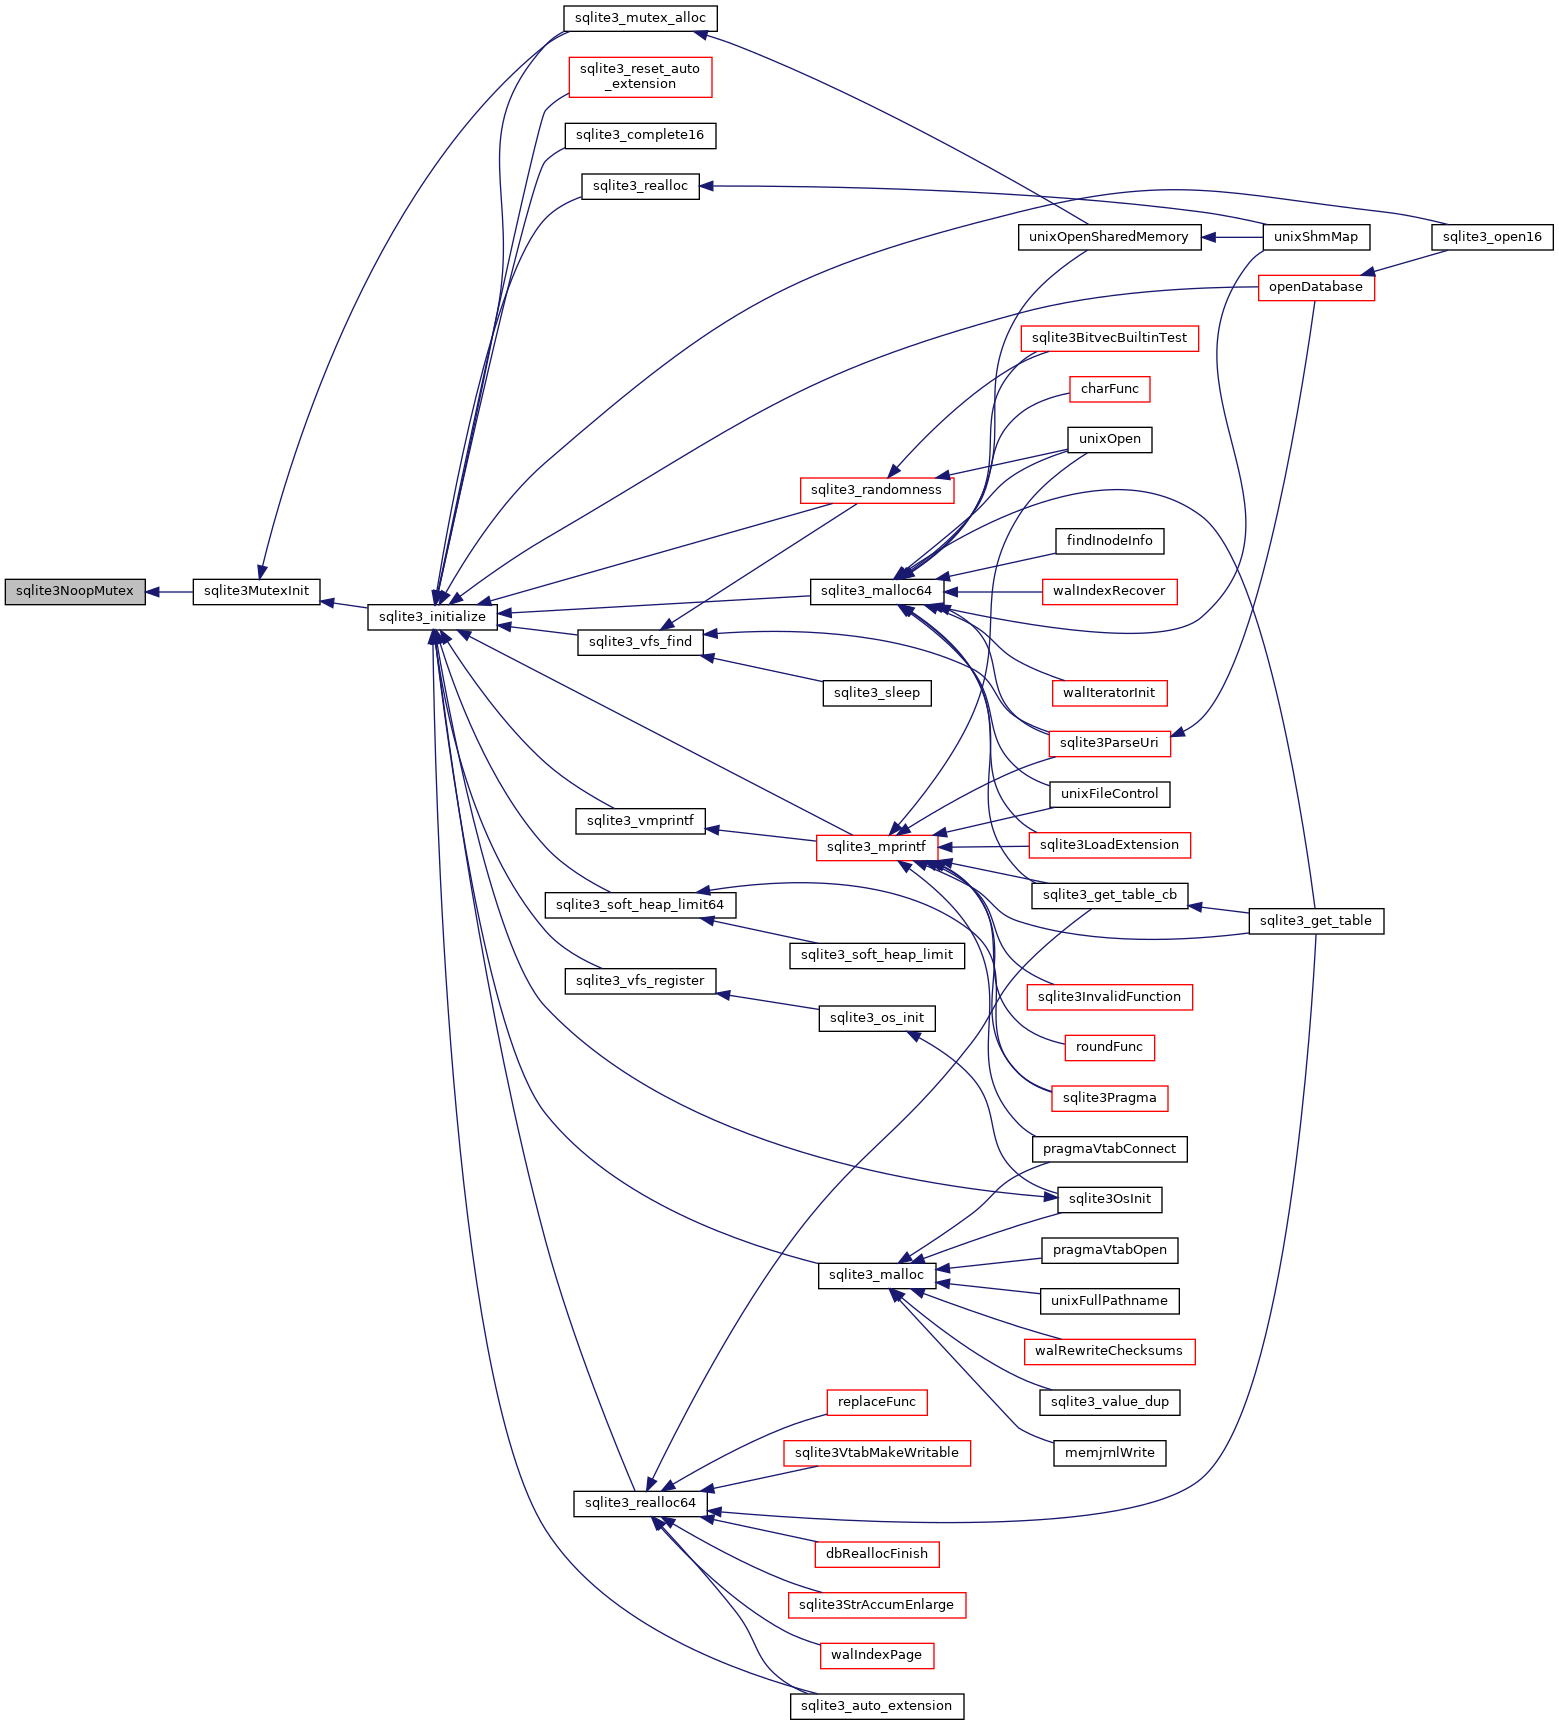 sqlite3_mutex_alloc
sqlite3_reset_auto
_extension
sqlite3_complete16
sqlite3_realloc
unixOpenSharedMemory
unixShmMap
sqlite3_open16
openDatabase
sqlite3BitvecBuiltinTest
charFunc
unixOpen
sqlite3_randomness
findInodeInfo
sqlite3NoopMutex
sqlite3MutexInit
sqlite3_malloc64
walIndexRecover
sqlite3_initialize
sqlite3_vfs_find
sqlite3_sleep
walIteratorInit
sqlite3ParseUri
unixFileControl
sqlite3_vmprintf
sqlite3_mprintf
sqlite3LoadExtension
sqlite3_get_table_cb
sqlite3_soft_heap_limit64
sqlite3_get_table
sqlite3_soft_heap_limit
sqlite3_vfs_register
sqlite3InvalidFunction
sqlite3_os_init
roundFunc
sqlite3Pragma
pragmaVtabConnect
sqlite3OsInit
pragmaVtabOpen
sqlite3_malloc
unixFullPathname
walRewriteChecksums
replaceFunc
sqlite3_value_dup
sqlite3VtabMakeWritable
memjrnlWrite
sqlite3_realloc64
dbReallocFinish
sqlite3StrAccumEnlarge
walIndexPage
sqlite3_auto_extension